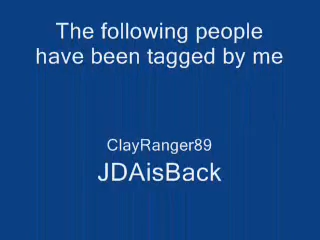 The following people
have been tagged by me
ClayRanger89
JDAisBack